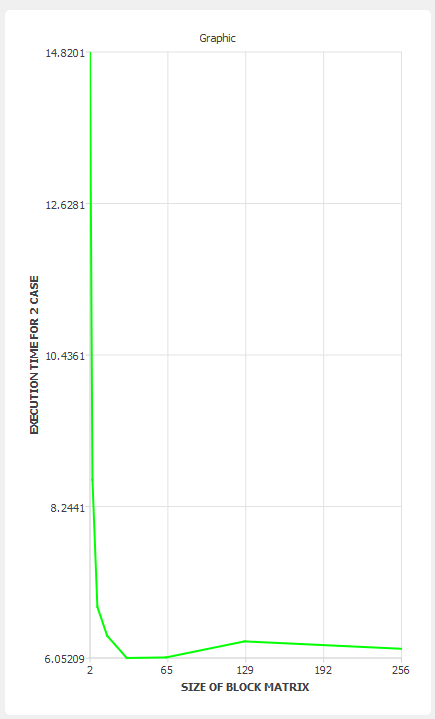 Graphic
14.8201
12.6281
10.4361
8.2441
6.05209
EXECUTION TIME FOR 2 CASE
2 65 129 192 256
SIZE OF BLOCK MATRIX